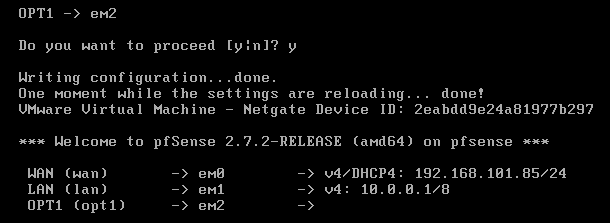 OPT1 -> em2
Do you want to proceed [y|n]? y
Writing configuration...done.
One moment while the settings are reloading... done!
VMware Virtual Machine - Netgate Device ID: 2eabdd9e24a81977b297
*** Welcome to pfSense 2.7.2-RELEASE (amd64) on pfsense ***
WAN (wan) -> em0 -> v4/DHCP4: 192.168.101.85/24
LAN (lan) -> em1 -> v4: 10.0.0.1/8
OPT1 (opt1) -> em2 ->